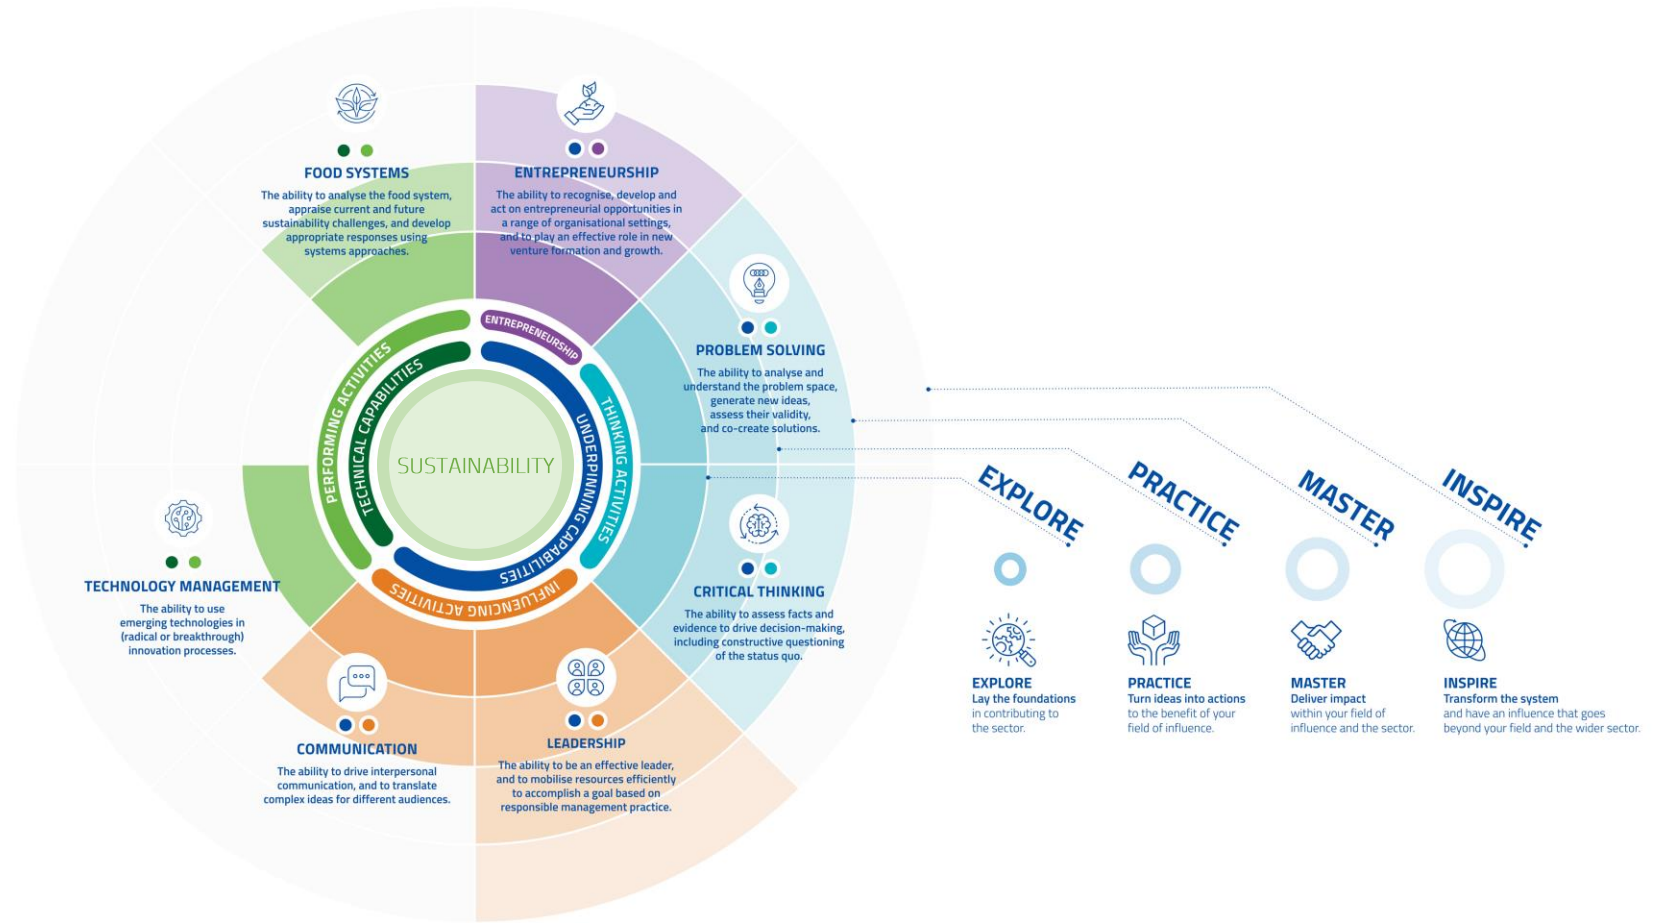 FOOD SYSTEMS
The ability to analyse the food system,
appraise current and future
sustainability challenges, and develop
appropriate responses using
systems approaches.
ENTREPRENEURSHIP
The ability to recognise, develop and
act on entrepreneurial opportunities in
a range of organisational settings,
and to play an effective role in new
venture formation and growth.
PROBLEM SOLVING
The ability to analyse and
understand the problem space,
generate new ideas,
assess their validity,
and co-create solutions.
ENTREPRENEURSHIP
PERFORMING ACTIVITIES
TECHNICAL CAPABILITIES
THINKING ACTIVITIES
UNDERPINNING CAPABILITIES
INFLUENCING ACTIVITIES
SUSTAINABILITY
TECHNOLOGY MANAGEMENT
The ability to use
emerging technologies in
(radical or breakthrough)
innovation processes.
CRITICAL THINKING
The ability to assess facts and
evidence to drive decision-making,
including constructive questioning
of the status quo.
COMMUNICATION
The ability to drive interpersonal
communication, and to translate
complex ideas for different audiences.
LEADERSHIP
The ability to be an effective leader,
and to mobilise resources efficiently
to accomplish a goal based on
responsible management practice.
EXPLORE
PRACTICE
MASTER
INSPIRE
EXPLORE
Lay the foundations
in contributing to
the sector.
PRACTICE
Turn ideas into actions
to the benefit of your
field of influence.
MASTER
Deliver impact
within your field of
influence and the sector.
INSPIRE
Transform the system
and have an influence that goes
beyond your field and the wider sector.